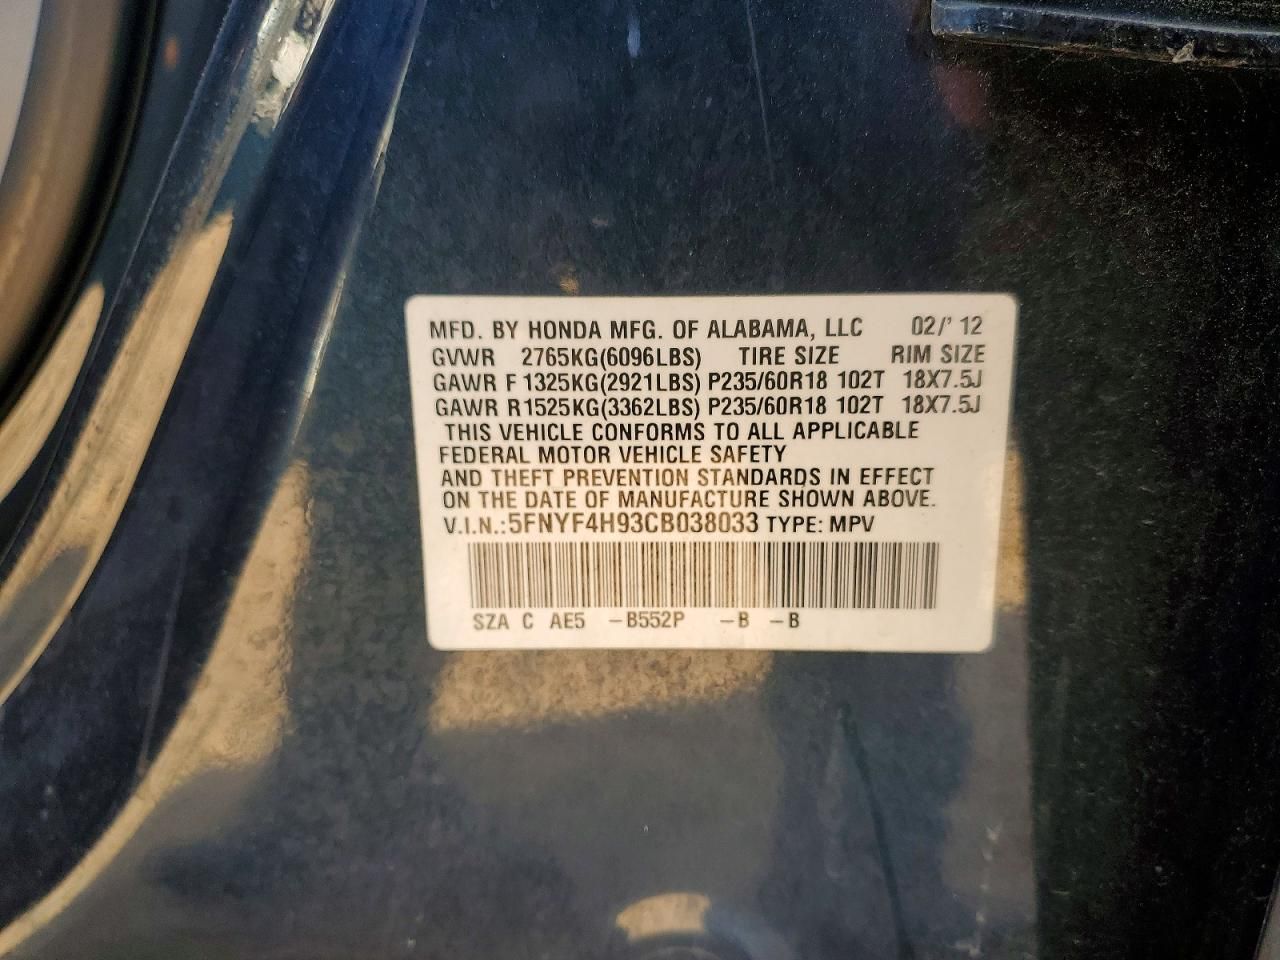 MFD. BY HONDA MFG. OF ALABAMA, LLC 02/'12
GVWR 2765KG(6096LBS) TIRE SIZE RIM SIZE
GAWR F 1325KG(2921LBS) P235/60R18 102T 18X7.5J
GAWR R1525KG(3362LBS) P235/60R18 102T 18X7.5J
THIS VEHICLE CONFORMS TO ALL APPLICABLE
FEDERAL MOTOR VEHICLE SAFETY
AND THEFT PREVENTION STANDARDS IN EFFECT
ON THE DATE OF MANUFACTURE SHOWN ABOVE.
V.I.N.:5FNYF4H93CB038033 TYPE: MPV
SZA C AE5 -B552P -B -B